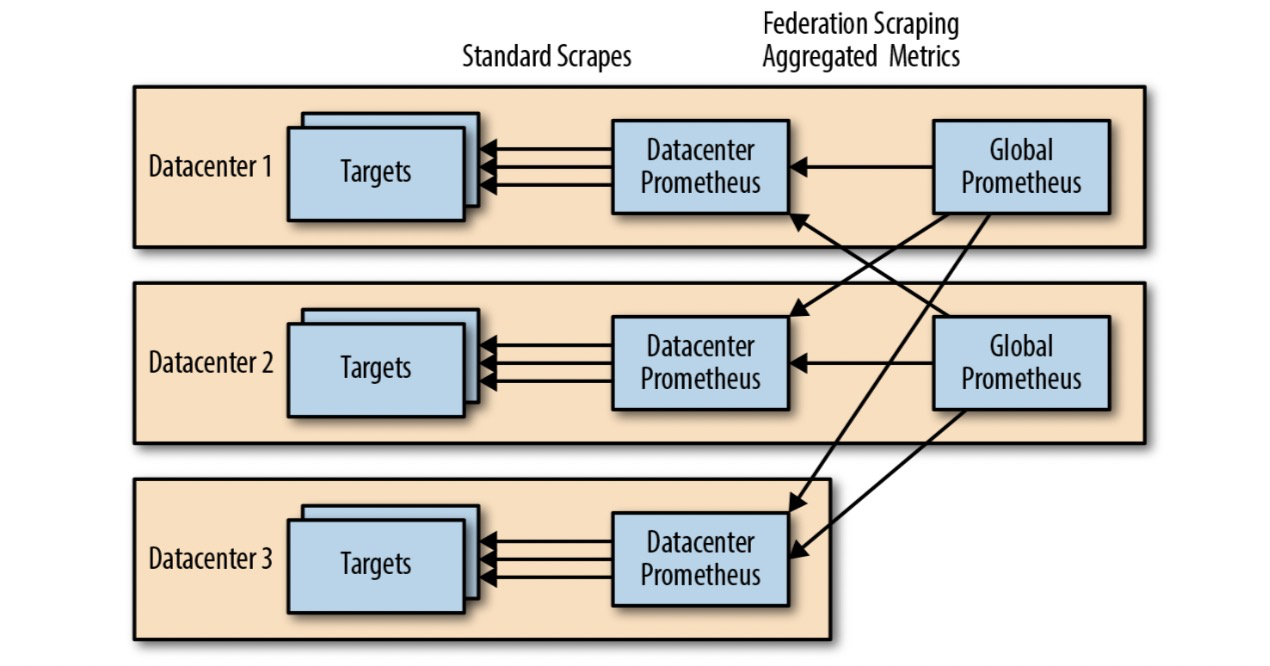 Standard Scrapes
Federation Scraping
Aggregated Metrics
Datacenter 1
Targets
Datacenter
Prometheus
Global
Prometheus
Datacenter 2
Targets
Datacenter
Prometheus
Global
Prometheus
Datacenter 3
Targets
Datacenter
Prometheus